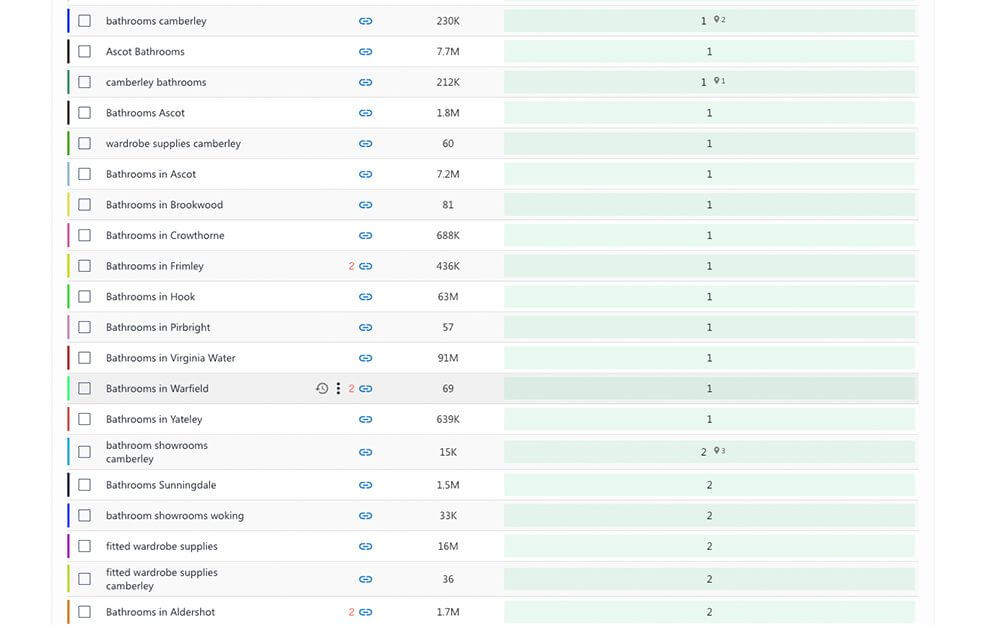 bathrooms camberley 230K 1 2
Ascot Bathrooms 7.7M 1
camberley bathrooms 212K 1 1
Bathrooms Ascot 1.8M 1
wardrobe supplies camberley 60 1
Bathrooms in Ascot 7.2M 1
Bathrooms in Brookwood 81 1
Bathrooms in Crowthorne 688K 1
Bathrooms in Frimley 2 436K 1
Bathrooms in Hook 63M 1
Bathrooms in Pirbright 57 1
Bathrooms in Virginia Water 91M 1
Bathrooms in Warfield 2 69 1
Bathrooms in Yateley 639K 1
bathroom showrooms
camberley 15K 2 3
Bathrooms Sunningdale 1.5M 2
bathroom showrooms woking 33K 2
fitted wardrobe supplies 16M 2
fitted wardrobe supplies
camberley 36 2
Bathrooms in Aldershot 2 1.7M 2